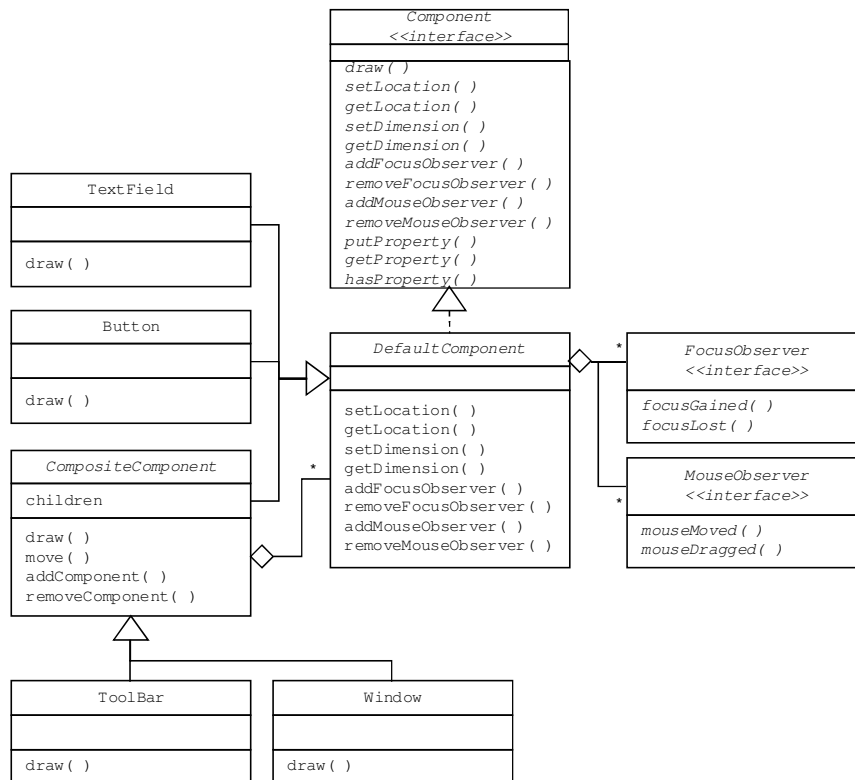 Component
<<interface>>
draw( )
setLocation( )
getLocation( )
setDimension( )
getDimension( )
addFocusObserver( )
removeFocusObserver( )
addMouseObserver( )
removeMouseObserver( )
putProperty( )
getProperty( )
hasProperty( )
TextField
draw( )
Button
draw( )
CompositeComponent
children
draw( )
move( )
addComponent( )
removeComponent( )
*
DefaultComponent
setLocation( )
getLocation( )
setDimension( )
getDimension( )
addFocusObserver( )
removeFocusObserver( )
addMouseObserver( )
removeMouseObserver( )
*
FocusObserver
<<interface>>
focusGained( )
focusLost( )
*
MouseObserver
<<interface>>
mouseMoved( )
mouseDragged( )
ToolBar
draw( )
Window
draw( )